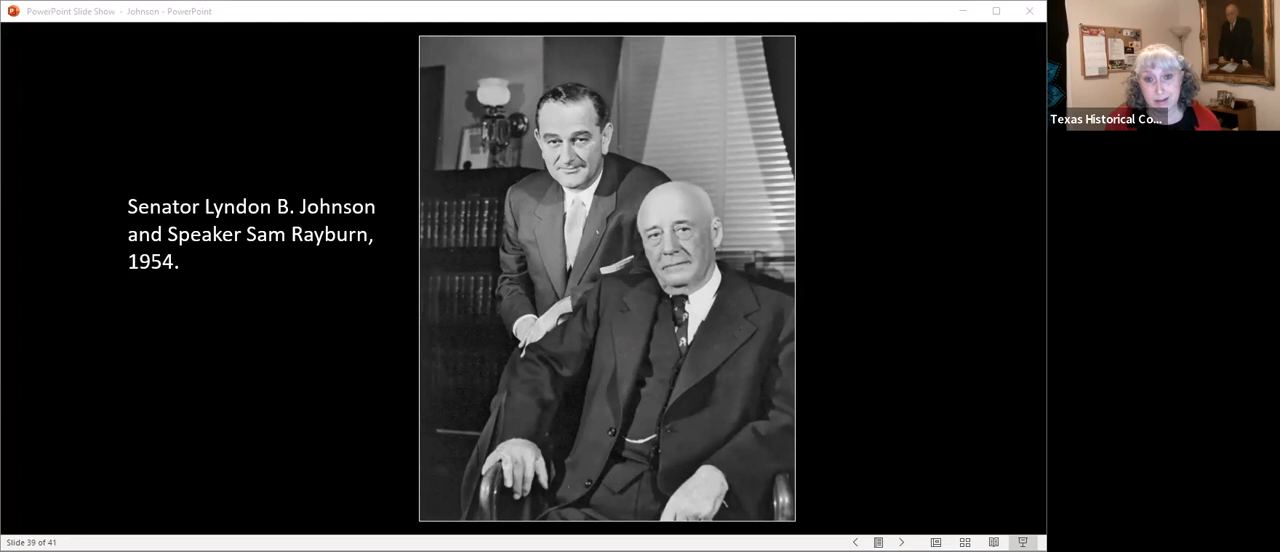 PowerPoint Slide Show - Johnson - PowerPoint
Texas Historical Co...
Senator Lyndon B. Johnson
and Speaker Sam Rayburn,
1954.
Slide 39 of 41